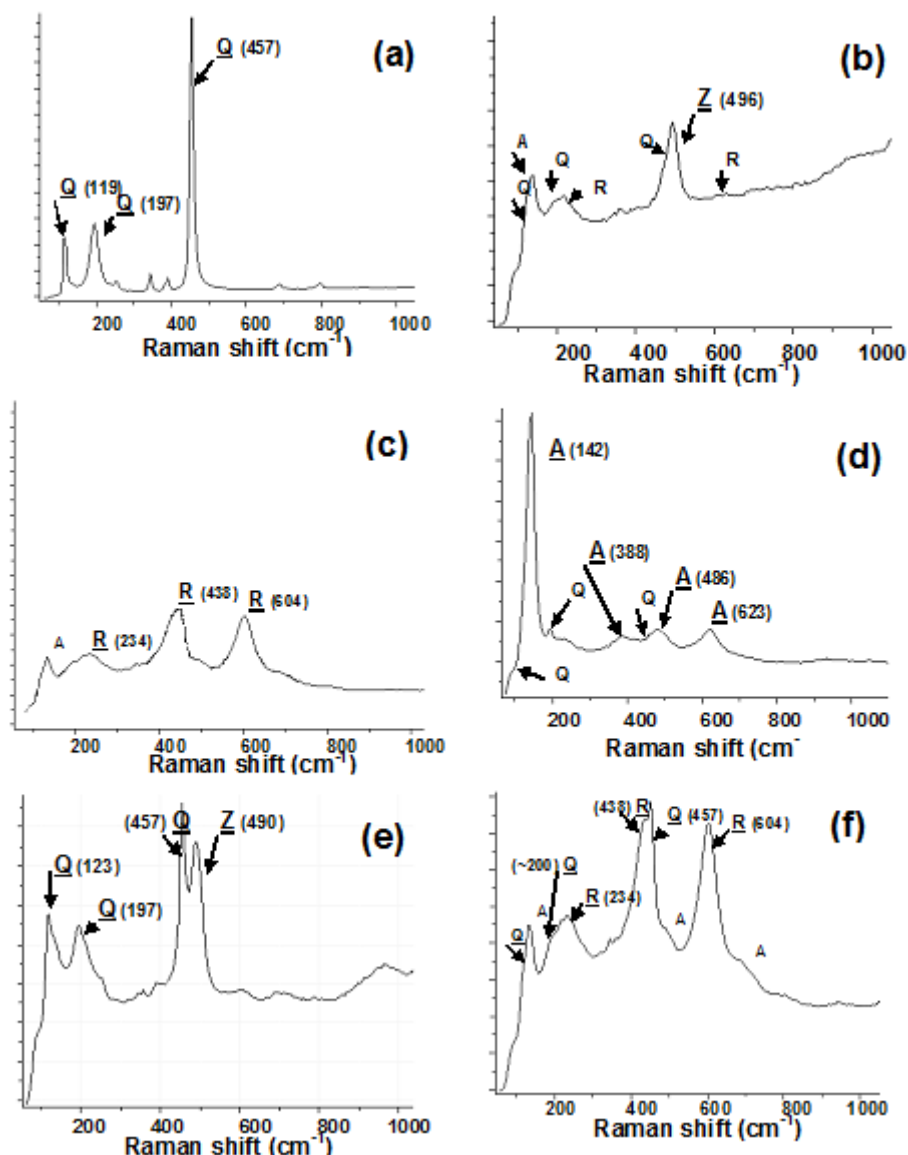 (a)
Q (457)
Q (119)
Q (197)
200 400 600 800 1000
Raman shift (cm-1
(b)
Z (496)
A
Q
Q
Q
R
R
200 400 600 800 1000
Raman shift (cm-1)
(c)
R (438)
R (604)
A
R (234)
200 400 600 800 1000
Raman shift (cm-1)
(d)
A (142)
A (388)
Q
Q
A (486)
A (623)
Q
200 400 600 800 1000
Raman shift (cm-
(e)
(457) Q
Z (490)
Q (123)
Q (197)
200 400 600 800 1000
Raman shift (cm-1)
(f)
(438) R
Q (457)
R (604)
(~200) Q
A
R (234)
Q
A
A
200 400 600 800 1000
Raman shift (cm-1)